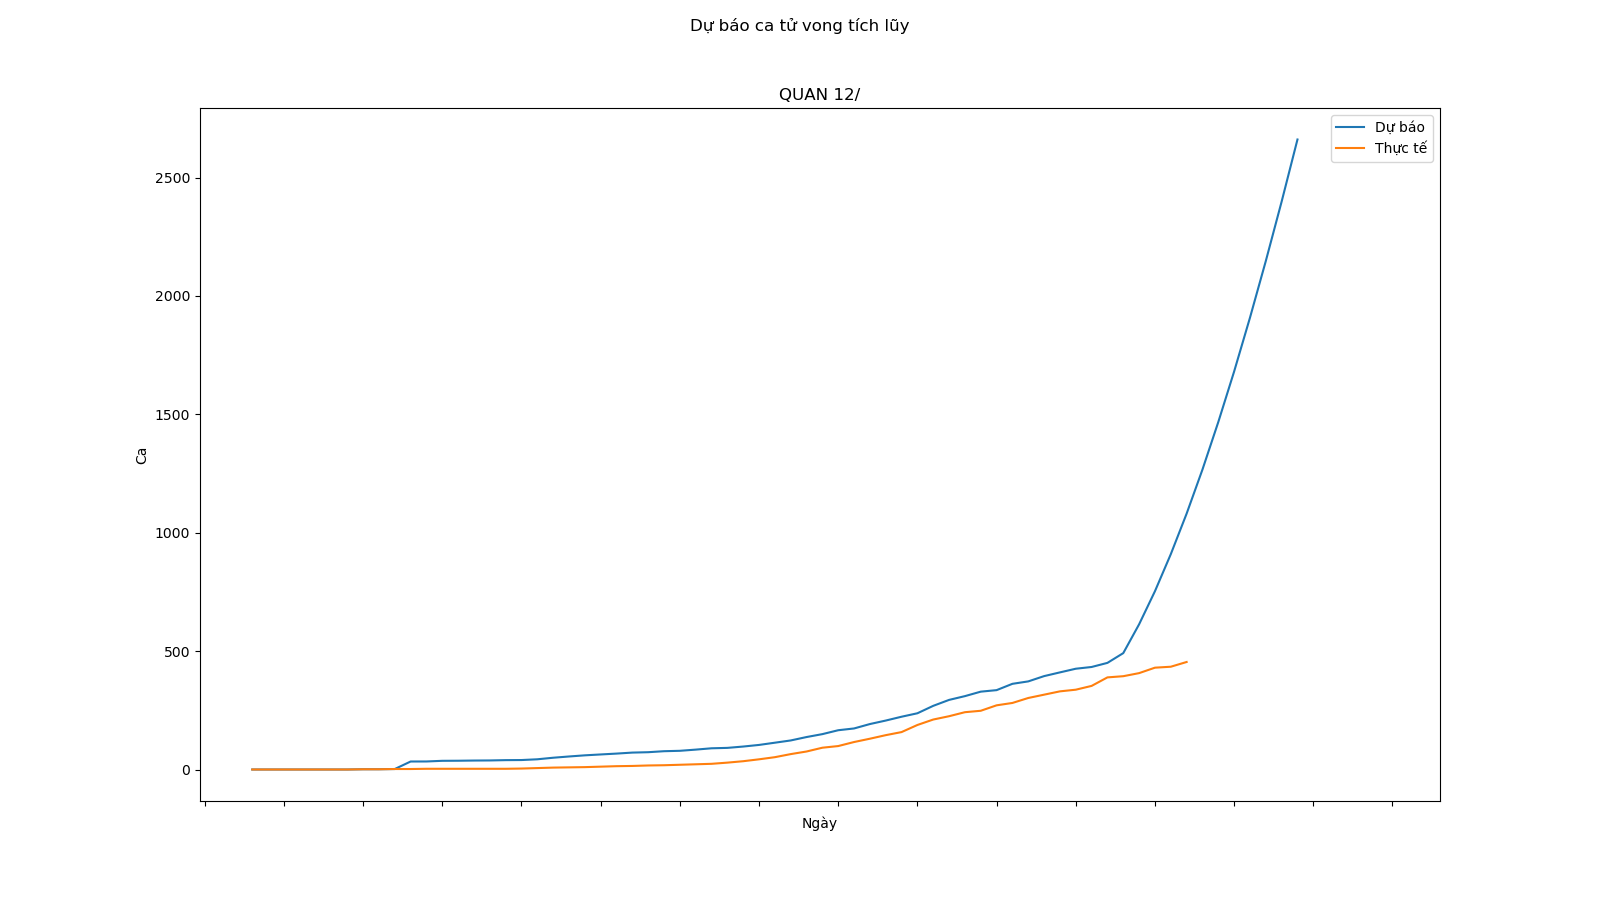 Dự báo ca tử vong tích lũy
QUAN 12/
Dự báo
Thực tế
2500
2000
1500
1000
500
0
Ca
Ngày